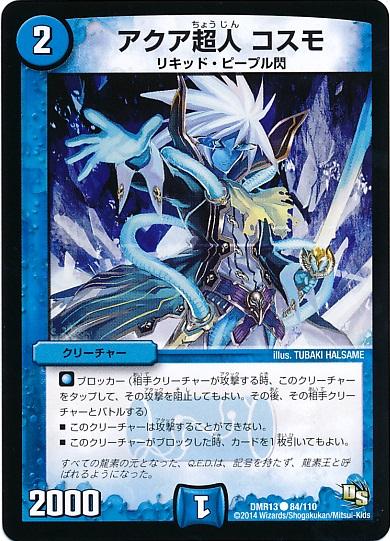 2
ちょうじん
アクア超人 コスモ
リキッド・ピープル閃
クリーチャー
illus. TUBAKI HALSAME
ブロッカー（相手クリーチャーが攻撃する時、このクリーチャー
をタップして、その攻撃を阻止してもよい。その後、その相手クリーチ
ャーとバトルする）
■このクリーチャーは攻撃することができない。
■このクリーチャーがブロックした時、カードを1枚引いてもよい。
すべての龍素の元となった、Q.E.D.は、記号を持たず、龍素王と呼
ばれるようになった。
2000
1
DS
DMR13 ● 84/110
©2014 Wizards/Shogakukan/Mitsui-Kids